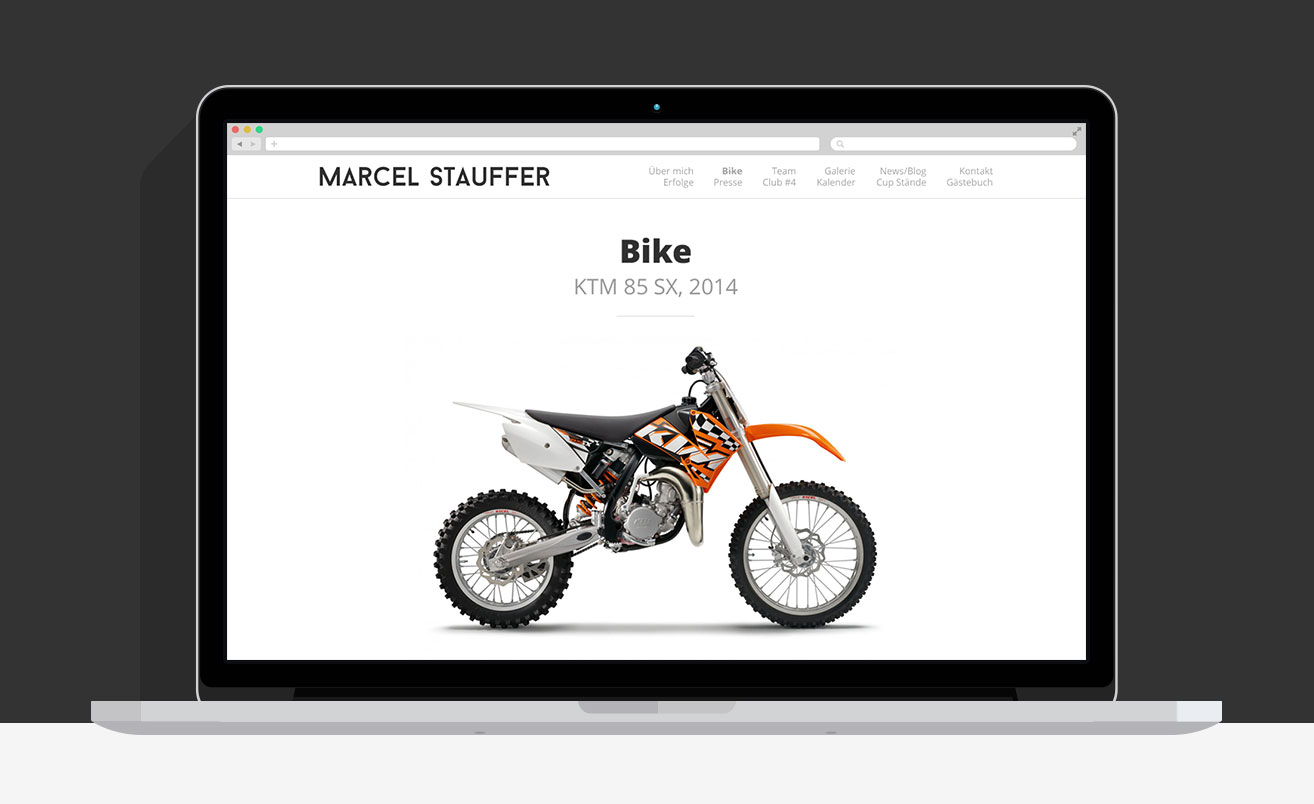 MARCEL STAUFFER
Über mich Bike Team Galerie News/Blog Kontakt
Erfolge Presse Club #4 Kalender Cup Stände Gästebuch
Bike
KTM 85 SX, 2014
KTM